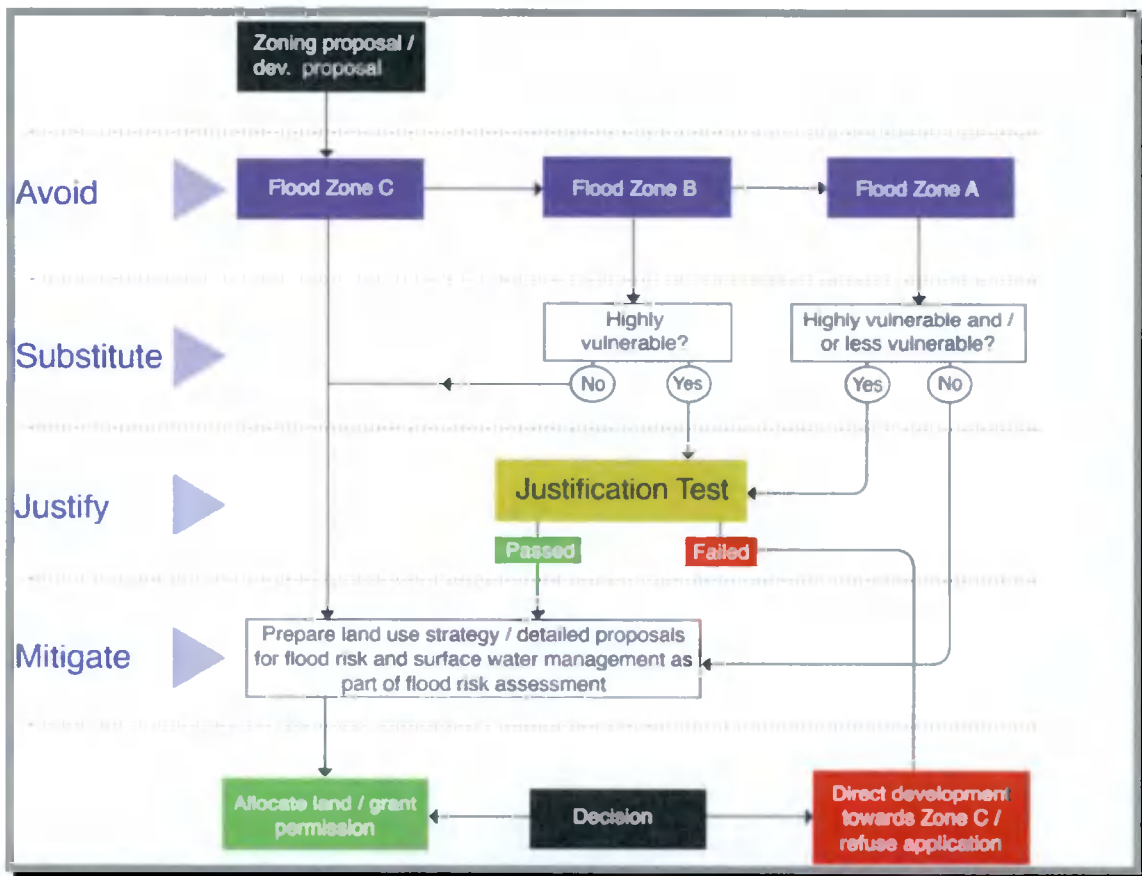 Zoning proposal /
dev. proposal
Avoid
Flood Zone C
Flood Zone B
Flood Zone A
Substitute
Highly
vulnerable?
Highly vulnerable and /
or less vulnerable?
No
Yes
Yes
No
Justify
Justification Test
Passed
Failed
Mitigate
Prepare land use strategy / detailed proposals
for flood risk and surface water management as
part of flood risk assessment
Allocate land / grant
permission
Decision
Direct development
towards Zone C /
refuse application